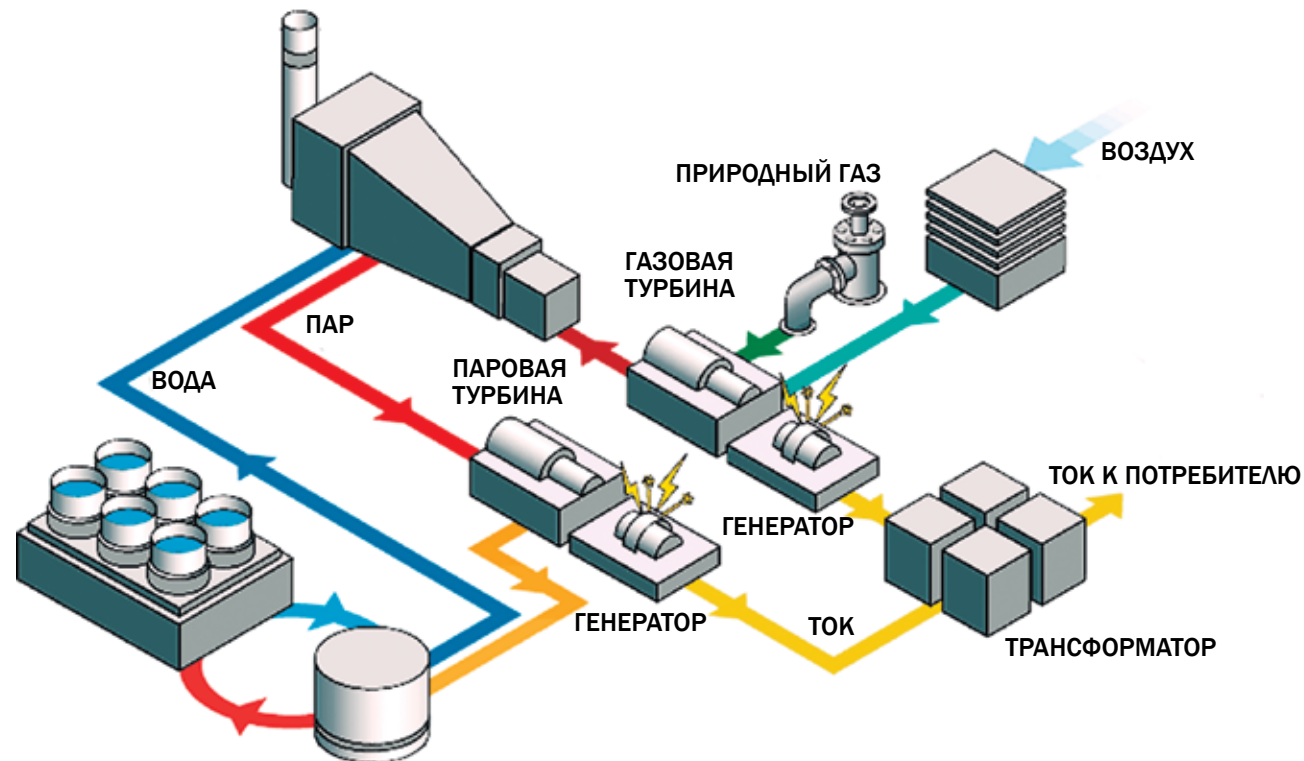 ВОЗДУХ
ПРИРОДНЫЙ ГАЗ
ГАЗОВАЯ
ТУРБИНА
ПАР
ПАРОВАЯ
ТУРБИНА
ВОДА
ТОК К ПОТРЕБИТЕЛЮ
ГЕНЕРАТОР
ГЕНЕРАТОР
ТОК
ТРАНСФОРМАТОР